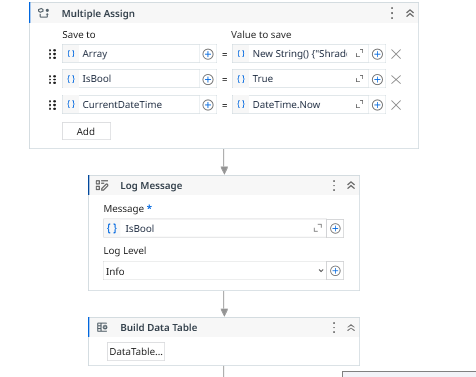 Multiple Assign
Save to Value to save
Array = New String() {"Shrad
IsBool = True
CurrentDateTime = DateTime.Now
Add
Log Message
Message *
IsBool
Log Level
Info
Build Data Table
DataTable...